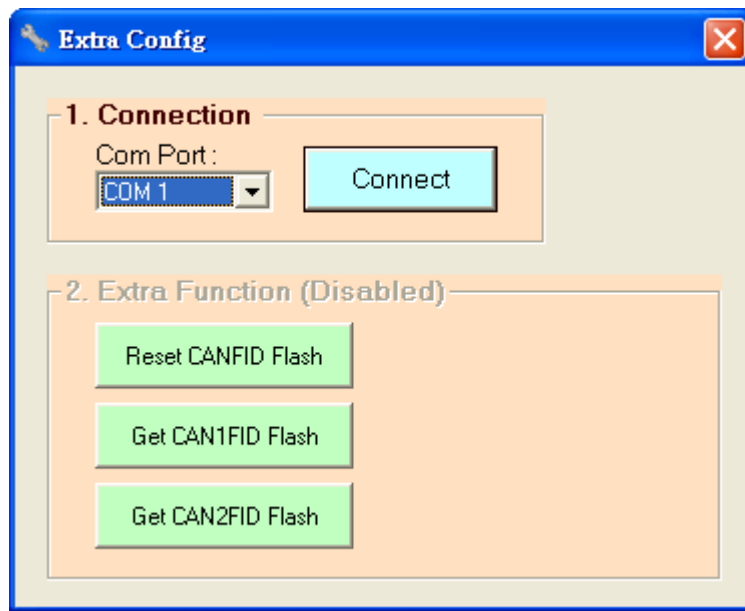 Extra Config
1. Connection
Com Port :
COM 1
Connect
2. Extra Function (Disabled)
Reset CANFID Flash
Get CAN1FID Flash
Get CAN2FID Flash